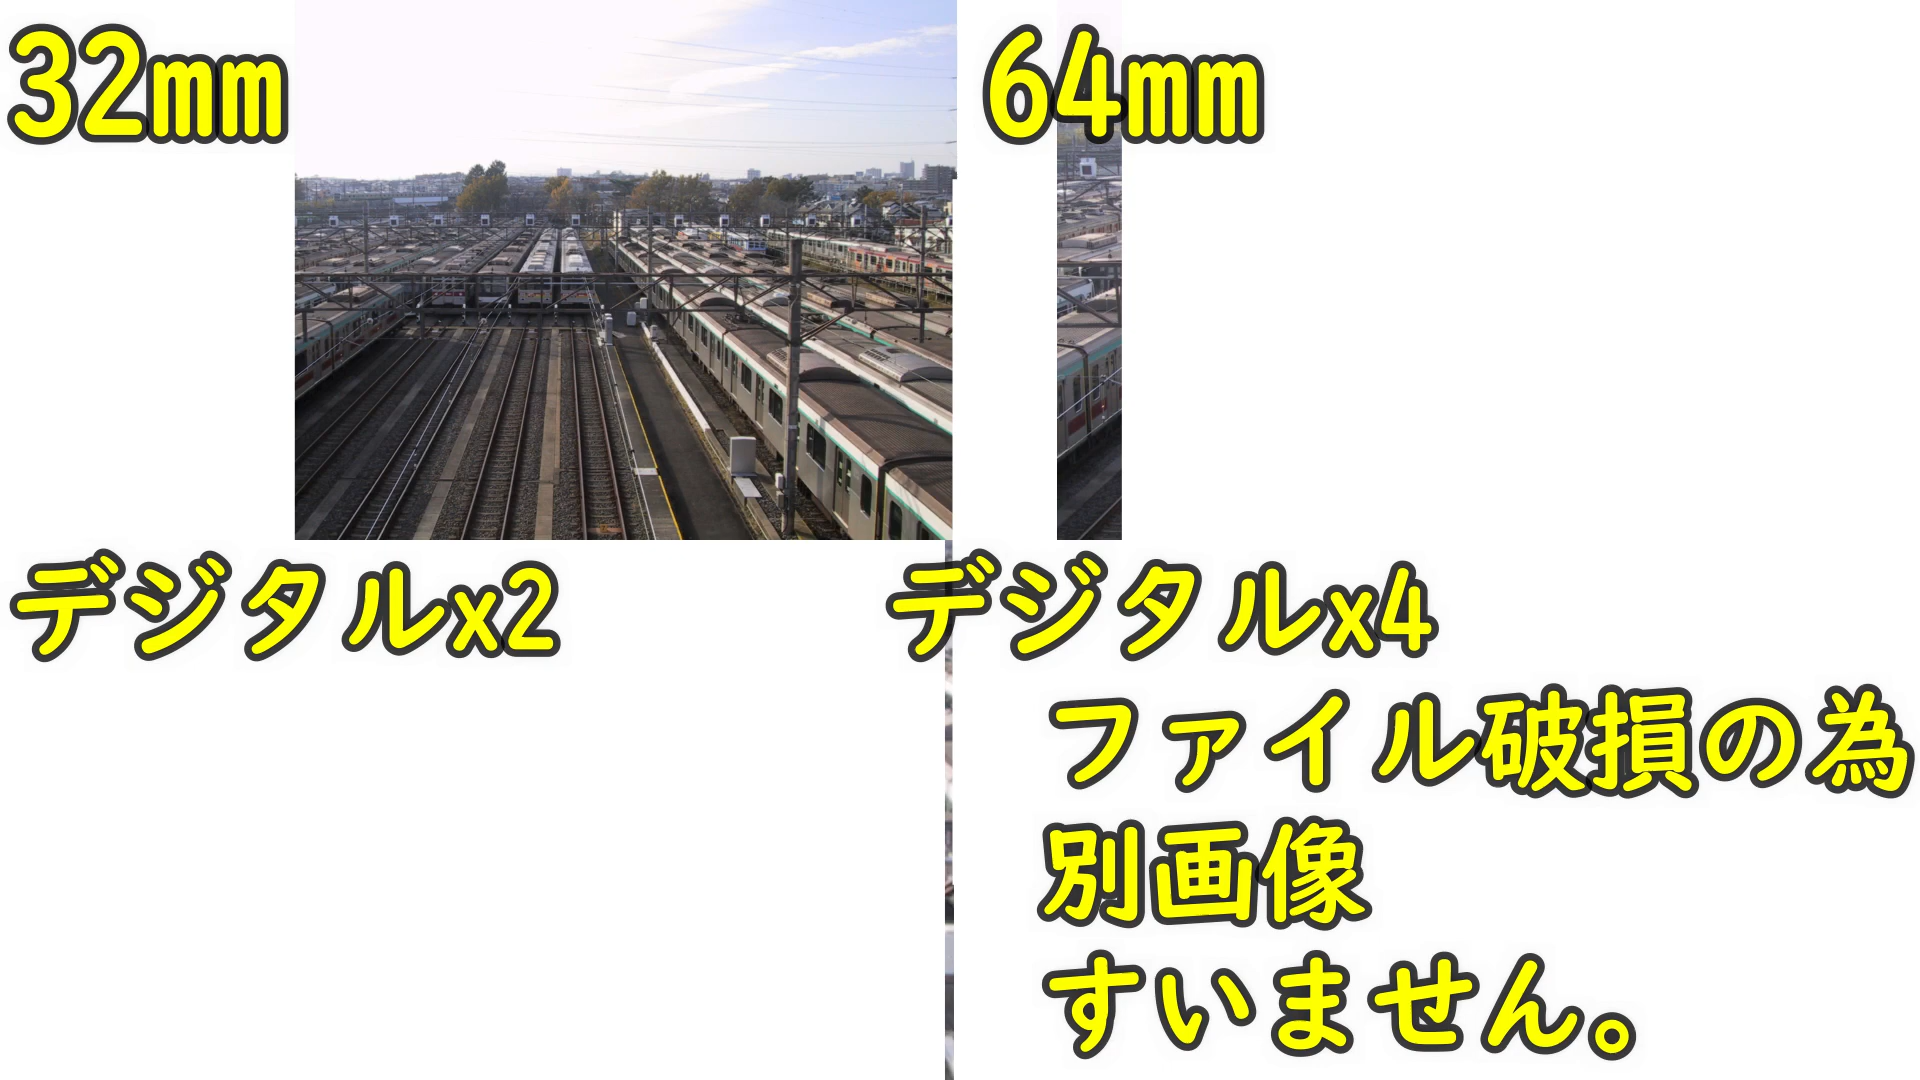 32mm
64mm
デジタルx2
デジタルx4
ファイル破損の為
別画像
すいません。